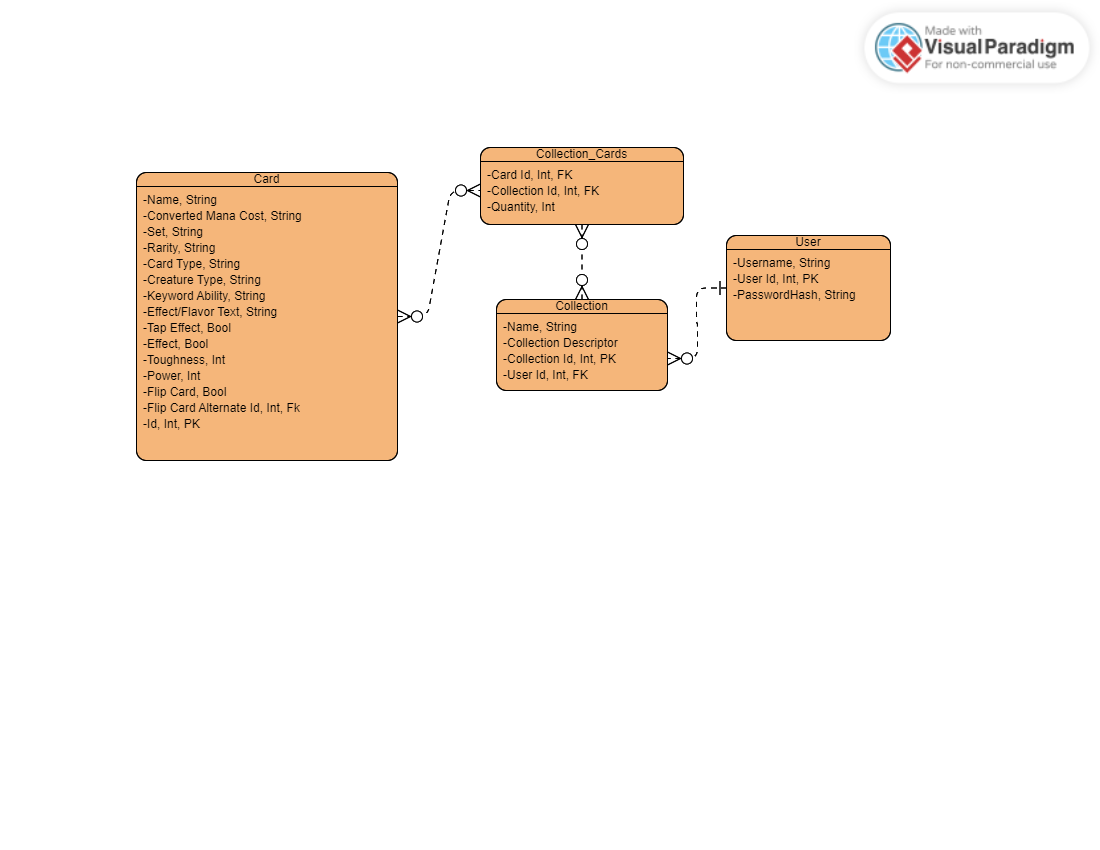 Made with
Visual Paradigm
For non-commercial use
Card
-Name, String
-Converted Mana Cost, String
-Set, String
-Rarity, String
-Card Type, String
-Creature Type, String
-Keyword Ability, String
-Effect/Flavor Text, String
-Tap Effect, Bool
-Effect, Bool
-Toughness, Int
-Power, Int
-Flip Card, Bool
-Flip Card Alternate Id, Int, Fk
-Id, Int, PK
Collection_Cards
-Card Id, Int, FK
-Collection Id, Int, FK
-Quantity, Int
Collection
-Name, String
-Collection Descriptor
-Collection Id, Int, PK
-User Id, Int, FK
User
-Username, String
-User Id, Int, PK
-PasswordHash, String